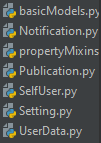 basicModels.py
Notification.py
propertyMixins
Publication.py
SelfUser.py
Setting.py
UserData.py